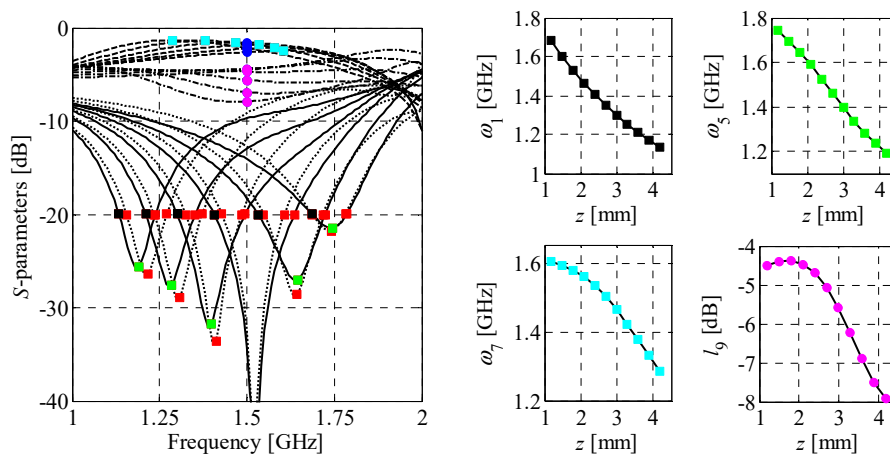 0
-10
-20
-30
-40
S-parameters [dB]
1 1.25 1.5 1.75 2
Frequency [GHz]
1.8
1.6
1.4
1.2
1
ω1 [GHz]
1 2 3 4
z [mm]
1.6
1.4
1.2
ω5 [GHz]
1 2 3 4
z [mm]
1.6
1.4
1.2
ω7 [GHz]
1 2 3 4
z [mm]
-4
-5
-6
-7
-8
l9 [dB]
1 2 3 4
z [mm]